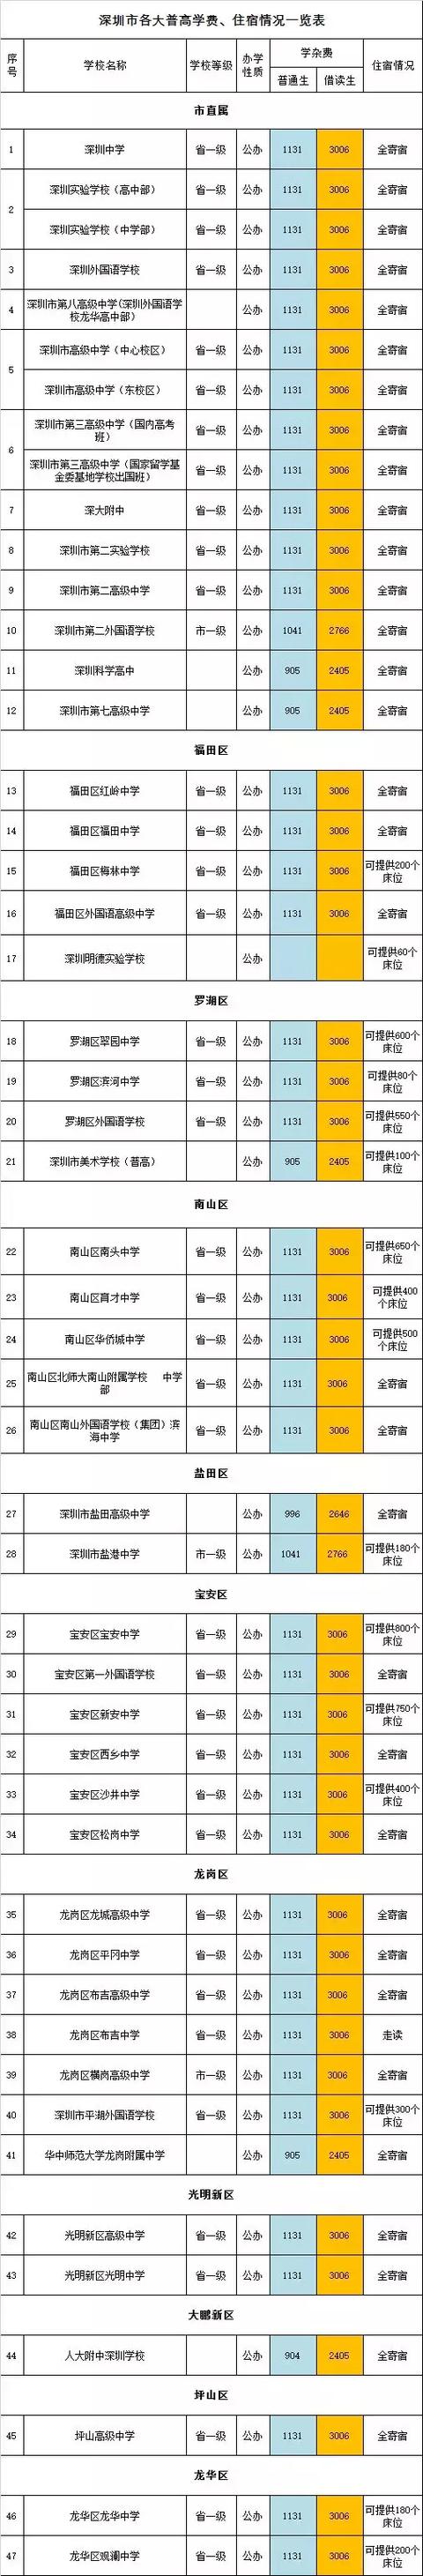 深圳市各大普高学费、住宿情况一览表
序号 学校名称 学校等级 办学性质 学杂费 住宿情况
普通生 借读生
市直属
1 深圳中学 省一级 公办 1131 3006 全寄宿
2 深圳实验学校（高中部） 省一级 公办 1131 3006 全寄宿
深圳实验学校（中学部） 省一级 公办 1131 3006 全寄宿
3 深圳外国语学校 省一级 公办 1131 3006 全寄宿
4 深圳市第八高级中学(深圳外国语学校龙华高中部） 公办 1131 3006 全寄宿
5 深圳市高级中学（中心校区） 省一级 公办 1131 3006 全寄宿
深圳市高级中学（东校区） 省一级 公办 1131 3006 全寄宿
6 深圳市第三高级中学（国内高考班） 省一级 公办 1131 3006 全寄宿
深圳市第三高级中学（国家留学基金委基地学校出国班） 省一级 公办 1131 3006 全寄宿
7 深大附中 省一级 公办 1131 3006 全寄宿
8 深圳市第二实验学校 省一级 公办 1131 3006 全寄宿
9 深圳市第二高级中学 省一级 公办 1131 3006 全寄宿
10 深圳市第二外国语学校 市一级 公办 1041 2766 全寄宿
11 深圳科学高中 公办 905 2405 全寄宿
12 深圳市第七高级中学 公办 905 2405 全寄宿
福田区
13 福田区红岭中学 省一级 公办 1131 3006 全寄宿
14 福田区福田中学 省一级 公办 1131 3006 全寄宿
15 福田区梅林中学 省一级 公办 1131 3006 可提供200个床位
16 福田区外国语高级中学 省一级 公办 1131 3006 全寄宿
17 深圳明德实验学校 公办 可提供60个床位
罗湖区
18 罗湖区翠园中学 省一级 公办 1131 3006 可提供600个床位
19 罗湖区滨河中学 省一级 公办 1131 3006 可提供80个床位
20 罗湖区外国语学校 省一级 公办 1131 3006 可提供550个床位
21 深圳市美术学校（普高） 公办 905 2405 可提供100个床位
南山区
22 南山区南头中学 省一级 公办 1131 3006 可提供650个床位
23 南山区育才中学 省一级 公办 1131 3006 可提供400个床位
24 南山区华侨城中学 省一级 公办 1131 3006 可提供500个床位
25 南山区北师大南山附属学校 中学部 省一级 公办 1131 3006 全寄宿
26 南山区南山外国语学校（集团）滨海中学 省一级 公办 1131 3006 全寄宿
盐田区
27 深圳市盐田高级中学 公办 996 2646 全寄宿
28 深圳市盐港中学 市一级 公办 1041 2766 可提供180个床位
宝安区
29 宝安区宝安中学 省一级 公办 1131 3006 可提供800个床位
30 宝安区第一外国语学校 省一级 公办 1131 3006 全寄宿
31 宝安区新安中学 省一级 公办 1131 3006 可提供750个床位
32 宝安区西乡中学 省一级 公办 1131 3006 全寄宿
33 宝安区沙井中学 省一级 公办 1131 3006 可提供400个床位
34 宝安区松岗中学 省一级 公办 1131 3006 全寄宿
龙岗区
35 龙岗区龙城高级中学 省一级 公办 1131 3006 全寄宿
36 龙岗区平冈中学 省一级 公办 1131 3006 全寄宿
37 龙岗区布吉高级中学 省一级 公办 1131 3006 全寄宿
38 龙岗区布吉中学 省一级 公办 1131 3006 走读
39 龙岗区横岗高级中学 市一级 公办 1131 3006 全寄宿
40 深圳市平湖外国语学校 省一级 公办 1131 3006 可提供300个床位
41 华中师范大学龙岗附属中学 公办 905 2405 全寄宿
光明新区
42 光明新区高级中学 省一级 公办 1131 3006 全寄宿
43 光明新区光明中学 省一级 公办 1131 3006 全寄宿
大鹏新区
44 人大附中深圳学校 公办 904 2405 全寄宿
坪山区
45 坪山高级中学 省一级 公办 1131 3006 全寄宿
龙华区
46 龙华区龙华中学 省一级 公办 1131 3006 可提供180个床位
47 龙华区观澜中学 省一级 公办 1131 3006 可提供200个床位